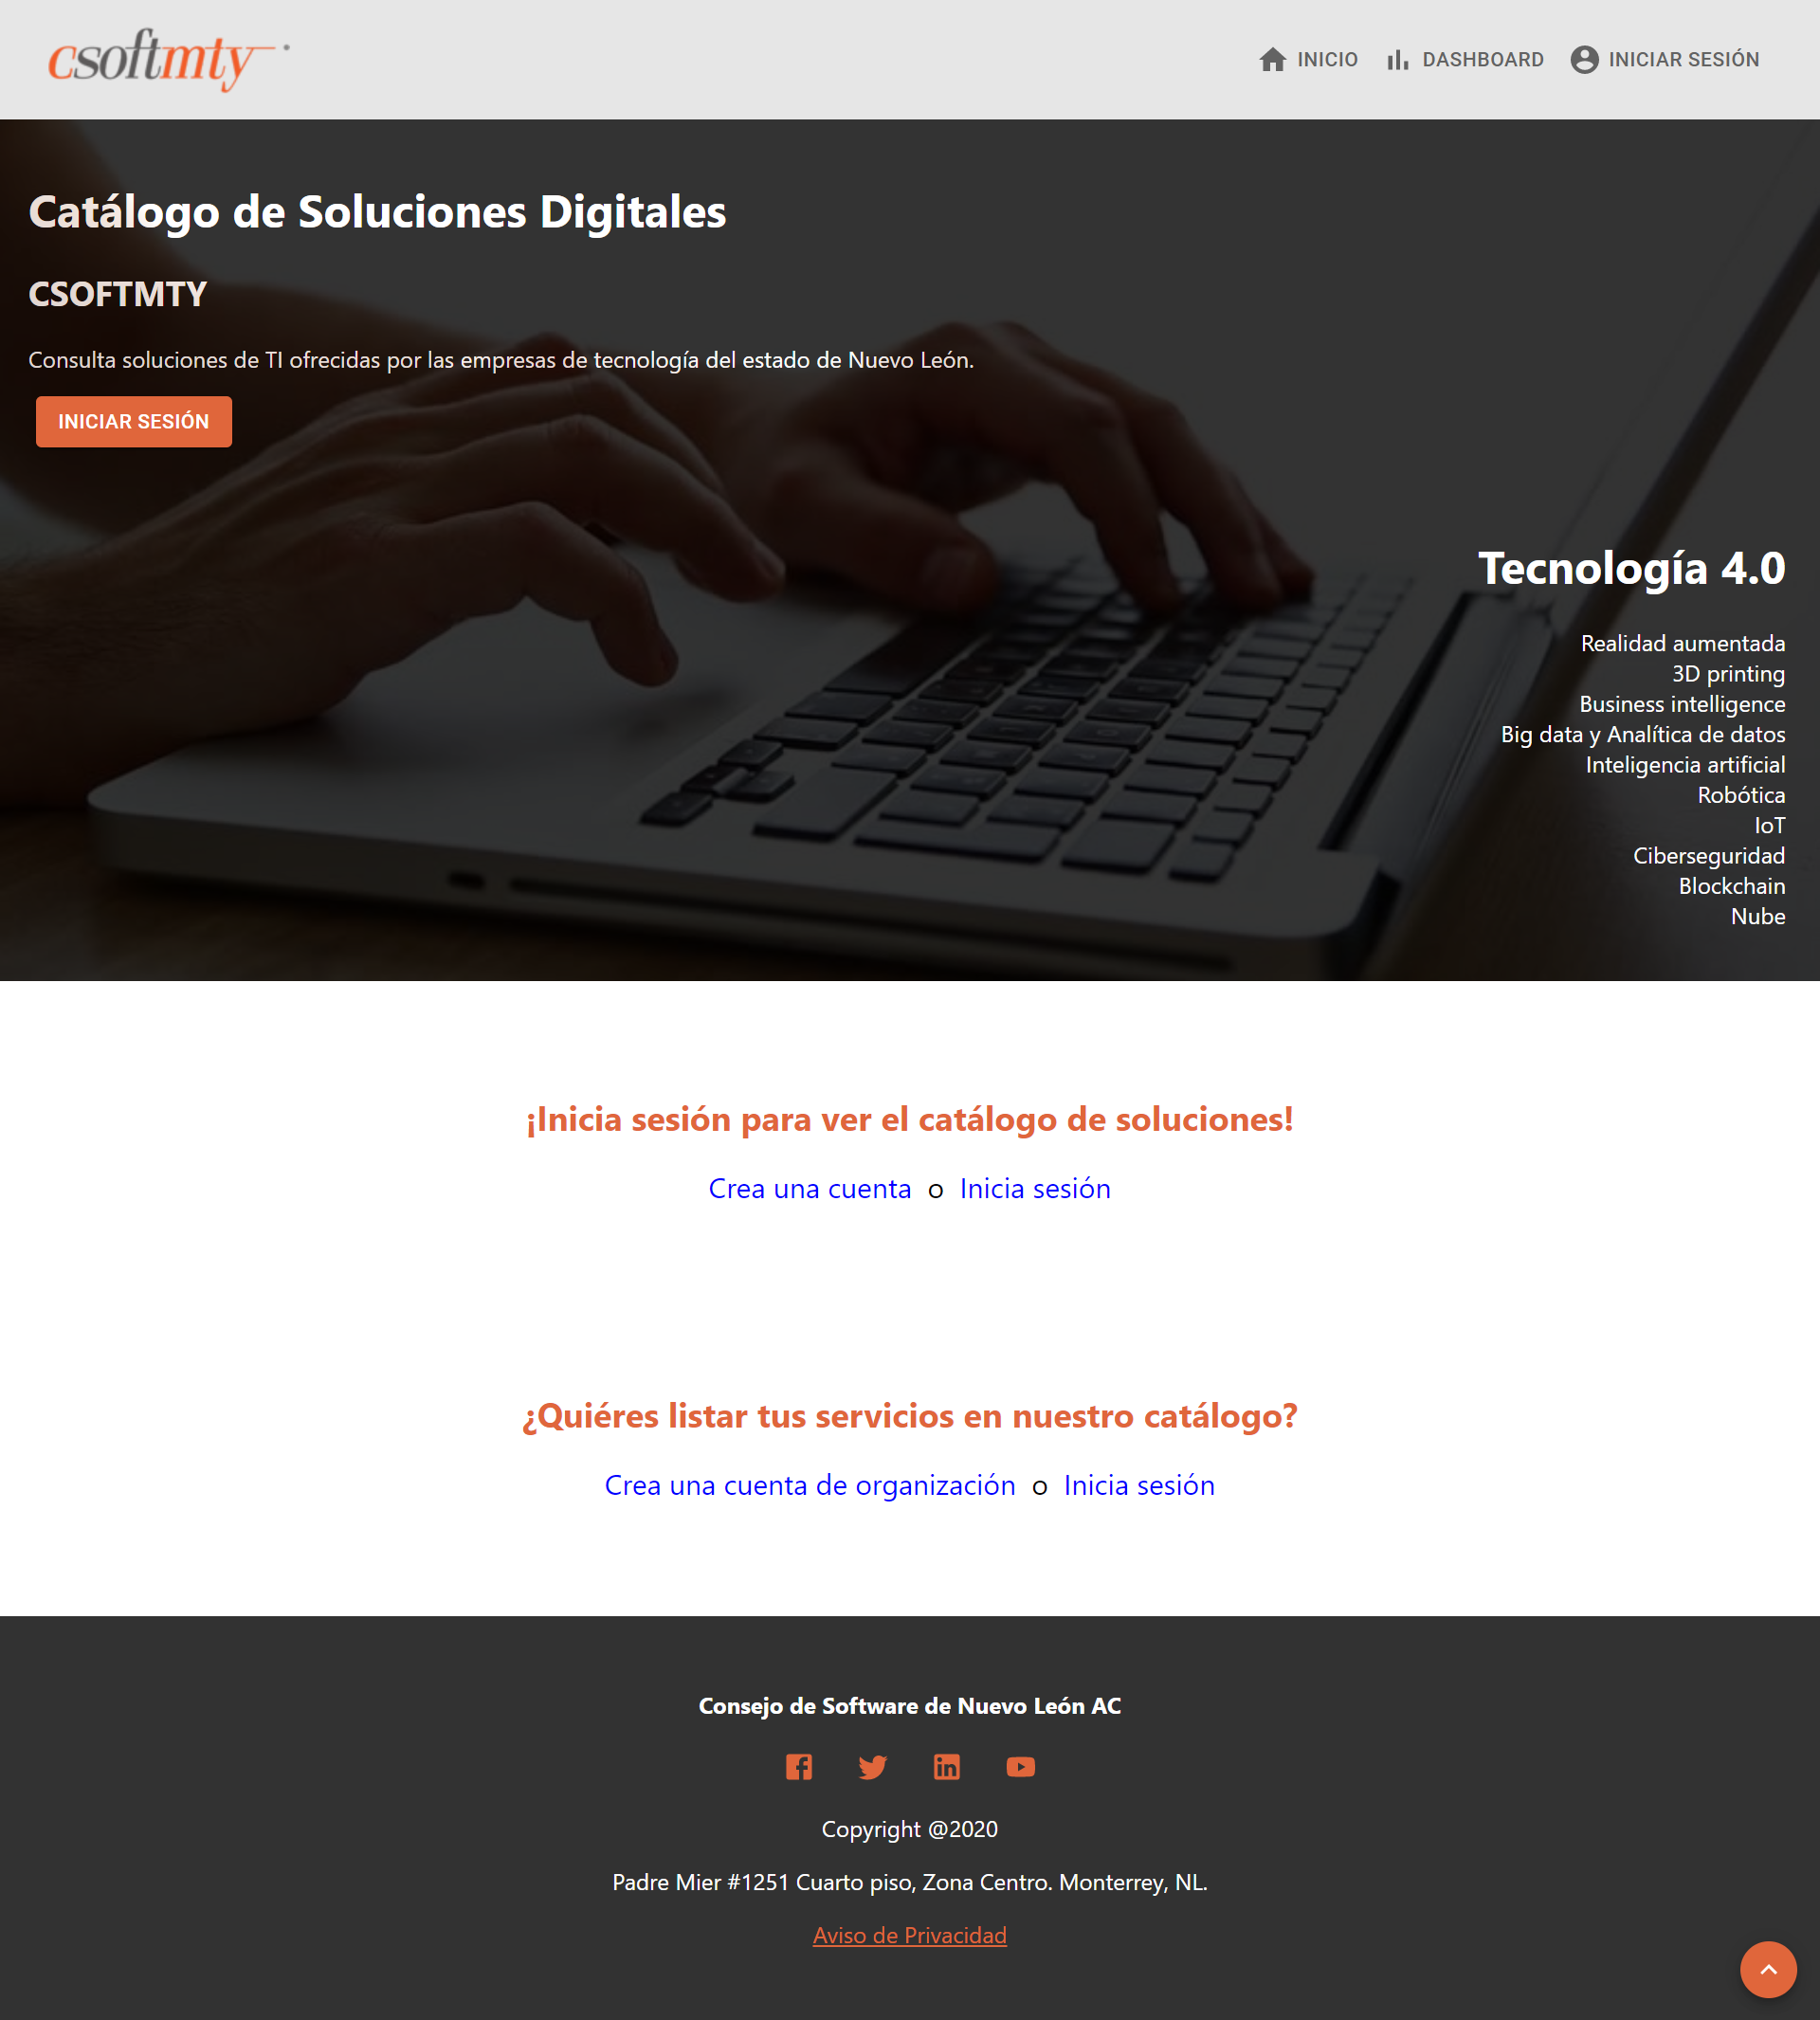 csoftmty
INICIO
DASHBOARD
INICIAR SESIÓN
Catálogo de Soluciones Digitales
CSOFTMTY
Consulta soluciones de TI ofrecidas por las empresas de tecnología del estado de Nuevo León.
INICIAR SESIÓN
Tecnología 4.0
Realidad aumentada
3D printing
Business intelligence
Big data y Analítica de datos
Inteligencia artificial
Robótica
IoT
Ciberseguridad
Blockchain
Nube
¡Inicia sesión para ver el catálogo de soluciones!
Crea una cuenta o Inicia sesión
¿Quiéres listar tus servicios en nuestro catálogo?
Crea una cuenta de organización o Inicia sesión
Consejo de Software de Nuevo León AC
Copyright @2020
Padre Mier #1251 Cuarto piso, Zona Centro. Monterrey, NL.
Aviso de Privacidad